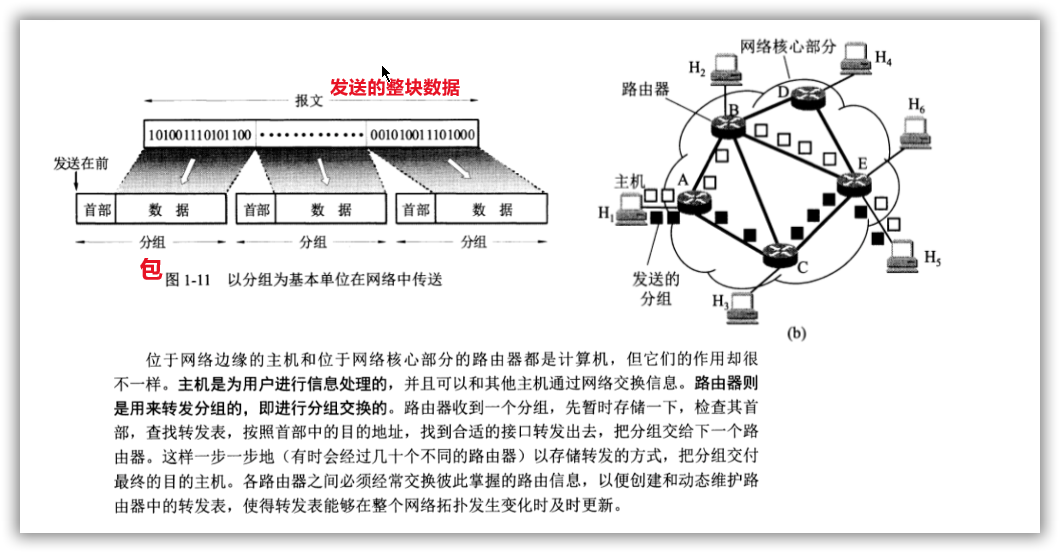 发送的整块数据
报文
101001110101100 ············· 001010011101000
发送在前
首部 数 据 首部 数 据 首部 数 据
分组 分组 分组
包
图 1-11 以分组为基本单位在网络中传送
网络核心部分
H₂
H₄
路由器
D
B
H₆
主机
A
E
H₁
H₅
C
发送的
分组
H₃
(b)
位于网络边缘的主机和位于网络核心部分的路由器都是计算机，但它们的作用却很
不一样。主机是为用户进行信息处理的，并且可以和其他主机通过网络交换信息。路由器则
是用来转发分组的，即进行分组交换的。路由器收到一个分组，先暂时存储一下，检查其首
部，查找转发表，按照首部中的目的地址，找到合适的接口转发出去，把分组交给下一个路
由器。这样一步一步地（有时会经过几十个不同的路由器）以存储转发的方式，把分组交付
最终的目的主机。各路由器之间必须经常交换彼此掌握的路由信息，以便创建和动态维护路
由器中的转发表，使得转发表能够在整个网络拓扑发生变化时及时更新。